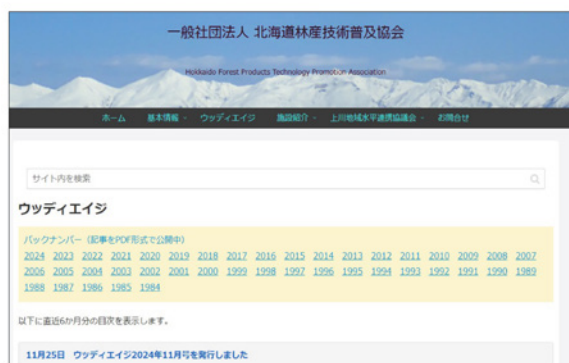 一般社団法人 北海道林産技術普及協会
Hokkaido Forest Products Technology Promotion Association
ホーム 基本情報 ウッディエイジ 施設紹介 上川地域水平連携協議会 お問合せ
サイト内を検索
ウッディエイジ
バックナンバー（記事をPDF形式で公開中）
2024 2023 2022 2021 2020 2019 2018 2017 2016 2015 2014 2013 2012 2011 2010 2009 2008 2007
2006 2005 2004 2003 2002 2001 2000 1999 1998 1997 1996 1995 1994 1993 1992 1991 1990 1989
1988 1987 1986 1985 1984
以下に直近6か月分の目次を表示します。
11月25日 ウッディエイジ2024年11月号を発行しました